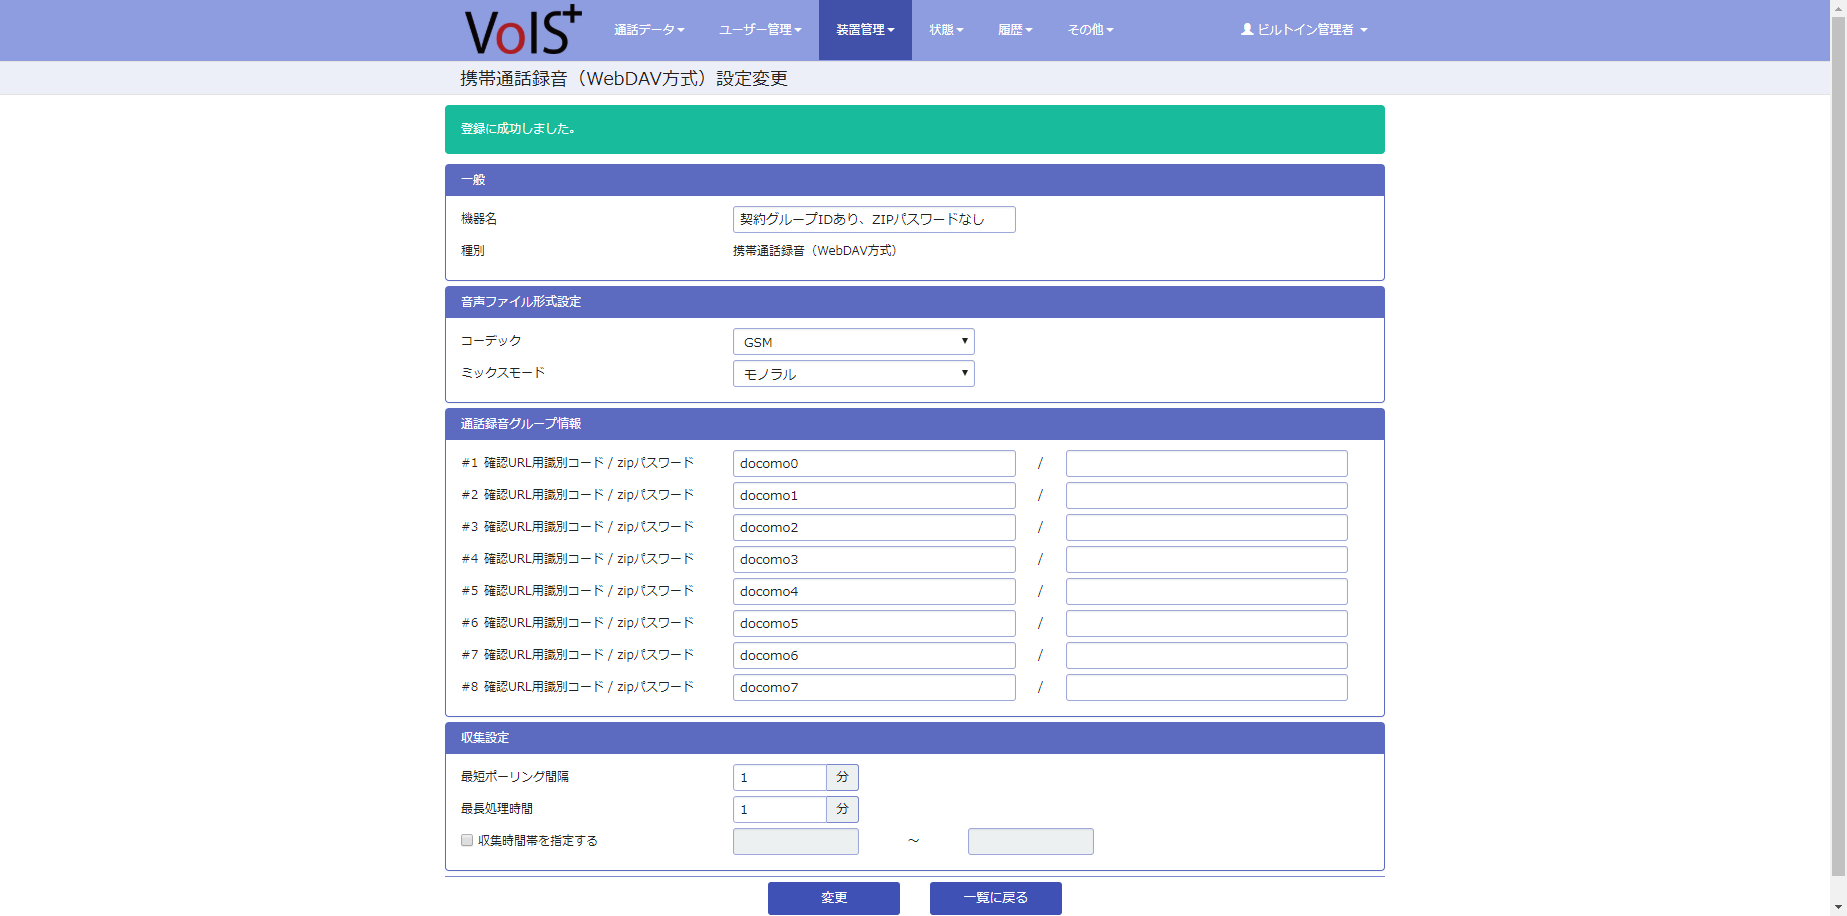 VoIS+ 通話データ ユーザー管理 装置管理 状態 履歴 その他 ビルトイン管理者
携帯通話録音（WebDAV方式）設定変更
登録に成功しました。
一般
機器名 契約グループIDあり、ZIPパスワードなし
種別 携帯通話録音（WebDAV方式）
音声ファイル形式設定
コーデック GSM
ミックスモード モノラル
通話録音グループ情報
#1 確認URL用識別コード / zipパスワード docomo0 /
#2 確認URL用識別コード / zipパスワード docomo1 /
#3 確認URL用識別コード / zipパスワード docomo2 /
#4 確認URL用識別コード / zipパスワード docomo3 /
#5 確認URL用識別コード / zipパスワード docomo4 /
#6 確認URL用識別コード / zipパスワード docomo5 /
#7 確認URL用識別コード / zipパスワード docomo6 /
#8 確認URL用識別コード / zipパスワード docomo7 /
収集設定
最短ポーリング間隔 1 分
最長処理時間 1 分
収集時間帯を指定する ～
変更 一覧に戻る